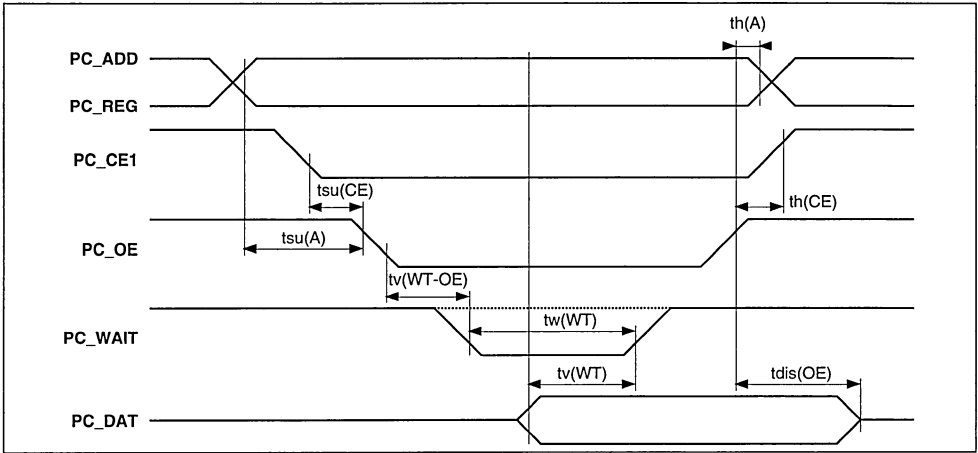 th(A)
PC_ADD
PC_REG
PC_CE1
tsu(CE)
th(CE)
tsu(A)
PC_OE
tv(WT-OE)
tw(WT)
PC_WAIT
tv(WT)
tdis(OE)
PC_DAT